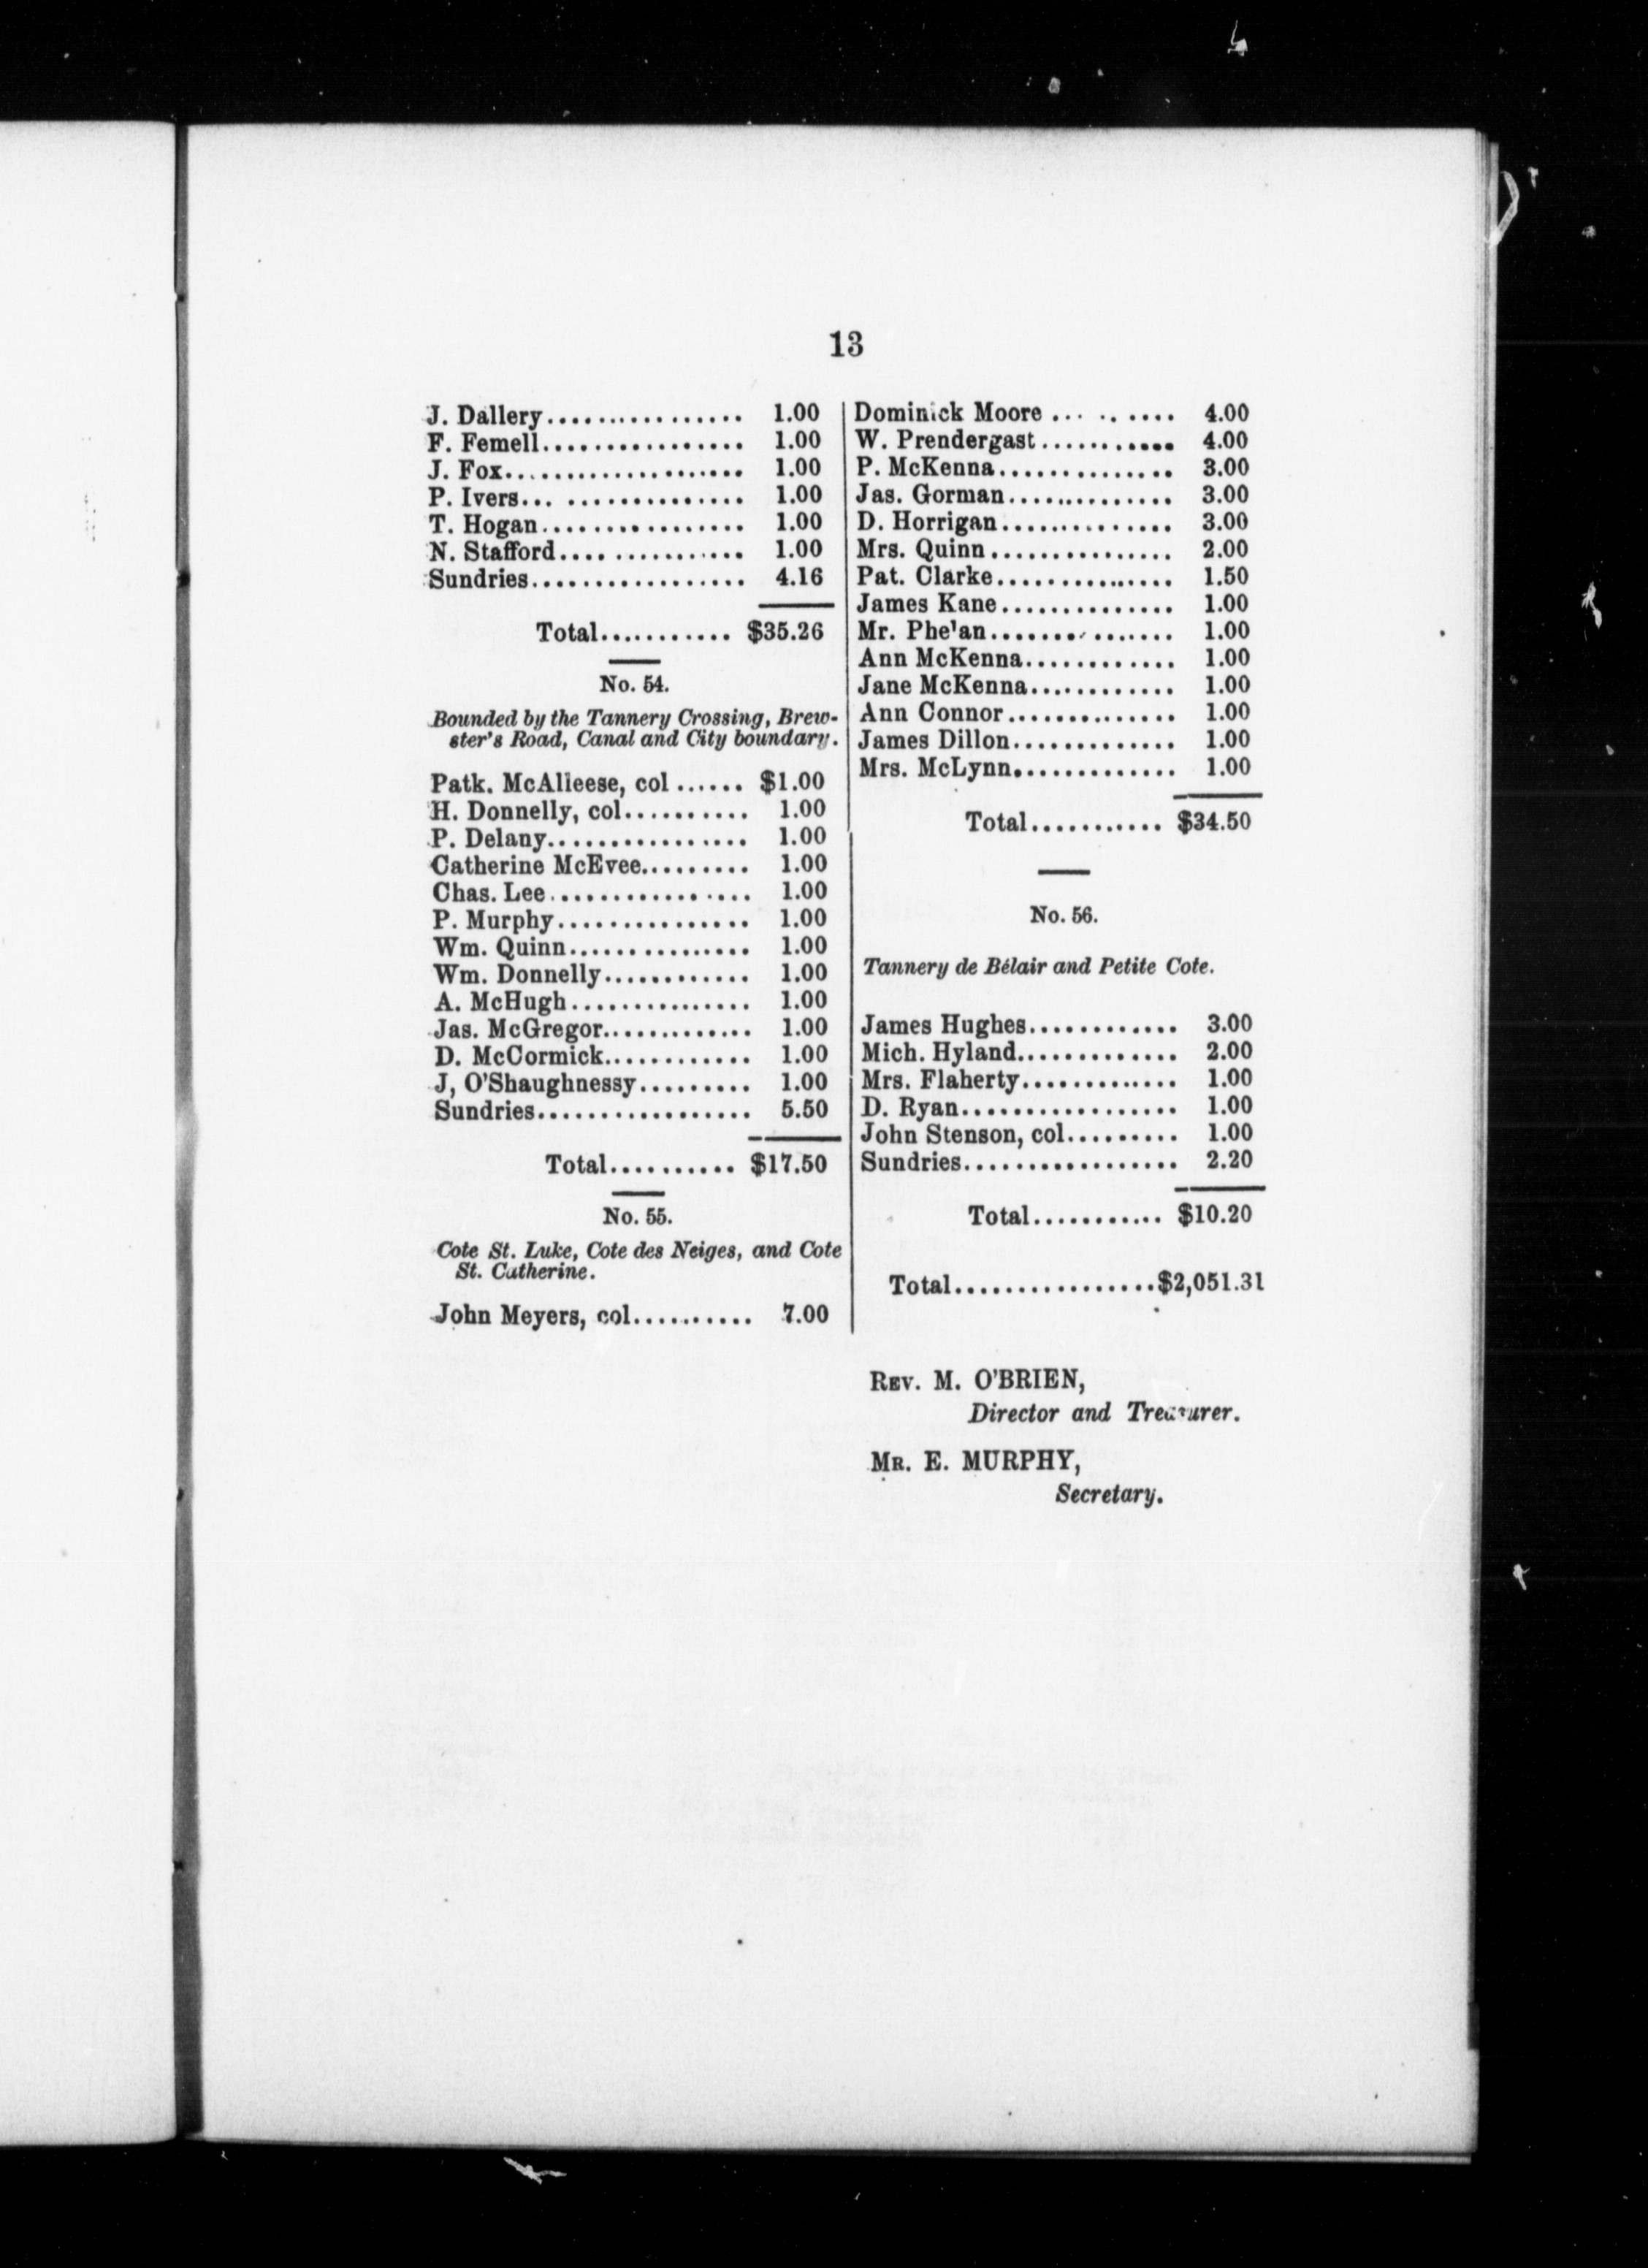 13
J. Dallery................ 1.00
F. Femell................ 1.00
J. Fox................... 1.00
P. Ivers... .............. 1.00
T. Hogan................ 1.00
N. Stafford............... 1.00
Sundries................. 4.16
Total........... $35.26
No. 54.
Bounded by the Tannery Crossing, Brew-
ster's Road, Canal and City boundary.
Patk. McAlleese, col ...... $1.00
H. Donnelly, col.......... 1.00
P. Delany................ 1.00
Catherine McEvee......... 1.00
Chas. Lee................ 1.00
P. Murphy............... 1.00
Wm. Quinn.............. 1.00
Wm. Donnelly............ 1.00
A. McHugh.............. 1.00
Jas. McGregor............ 1.00
D. McCormick............ 1.00
J, O'Shaughnessy......... 1.00
Sundries................. 5.50
Total.......... $17.50
No. 55.
Cote St. Luke, Cote des Neiges, and Cote
St. Catherine.
John Meyers, col.......... 7.00
Dominick Moore ... .. .... 4.00
W. Prendergast........... 4.00
P. McKenna.............. 3.00
Jas. Gorman............. 3.00
D. Horrigan.............. 3.00
Mrs. Quinn............... 2.00
Pat. Clarke.............. 1.50
James Kane.............. 1.00
Mr. Phe'an............... 1.00
Ann McKenna............ 1.00
Jane McKenna............ 1.00
Ann Connor............. 1.00
James Dillon............. 1.00
Mrs. McLynn............. 1.00
Total........... $34.50
No. 56.
Tannery de Bélair and Petite Cote.
James Hughes............ 3.00
Mich. Hyland............. 2.00
Mrs. Flaherty............. 1.00
D. Ryan................. 1.00
John Stenson, col......... 1.00
Sundries................. 2.20
Total........... $10.20
Total................$2,051.31
REV. M. O'BRIEN,
Director and Treasurer.
MR. E. MURPHY,
Secretary.